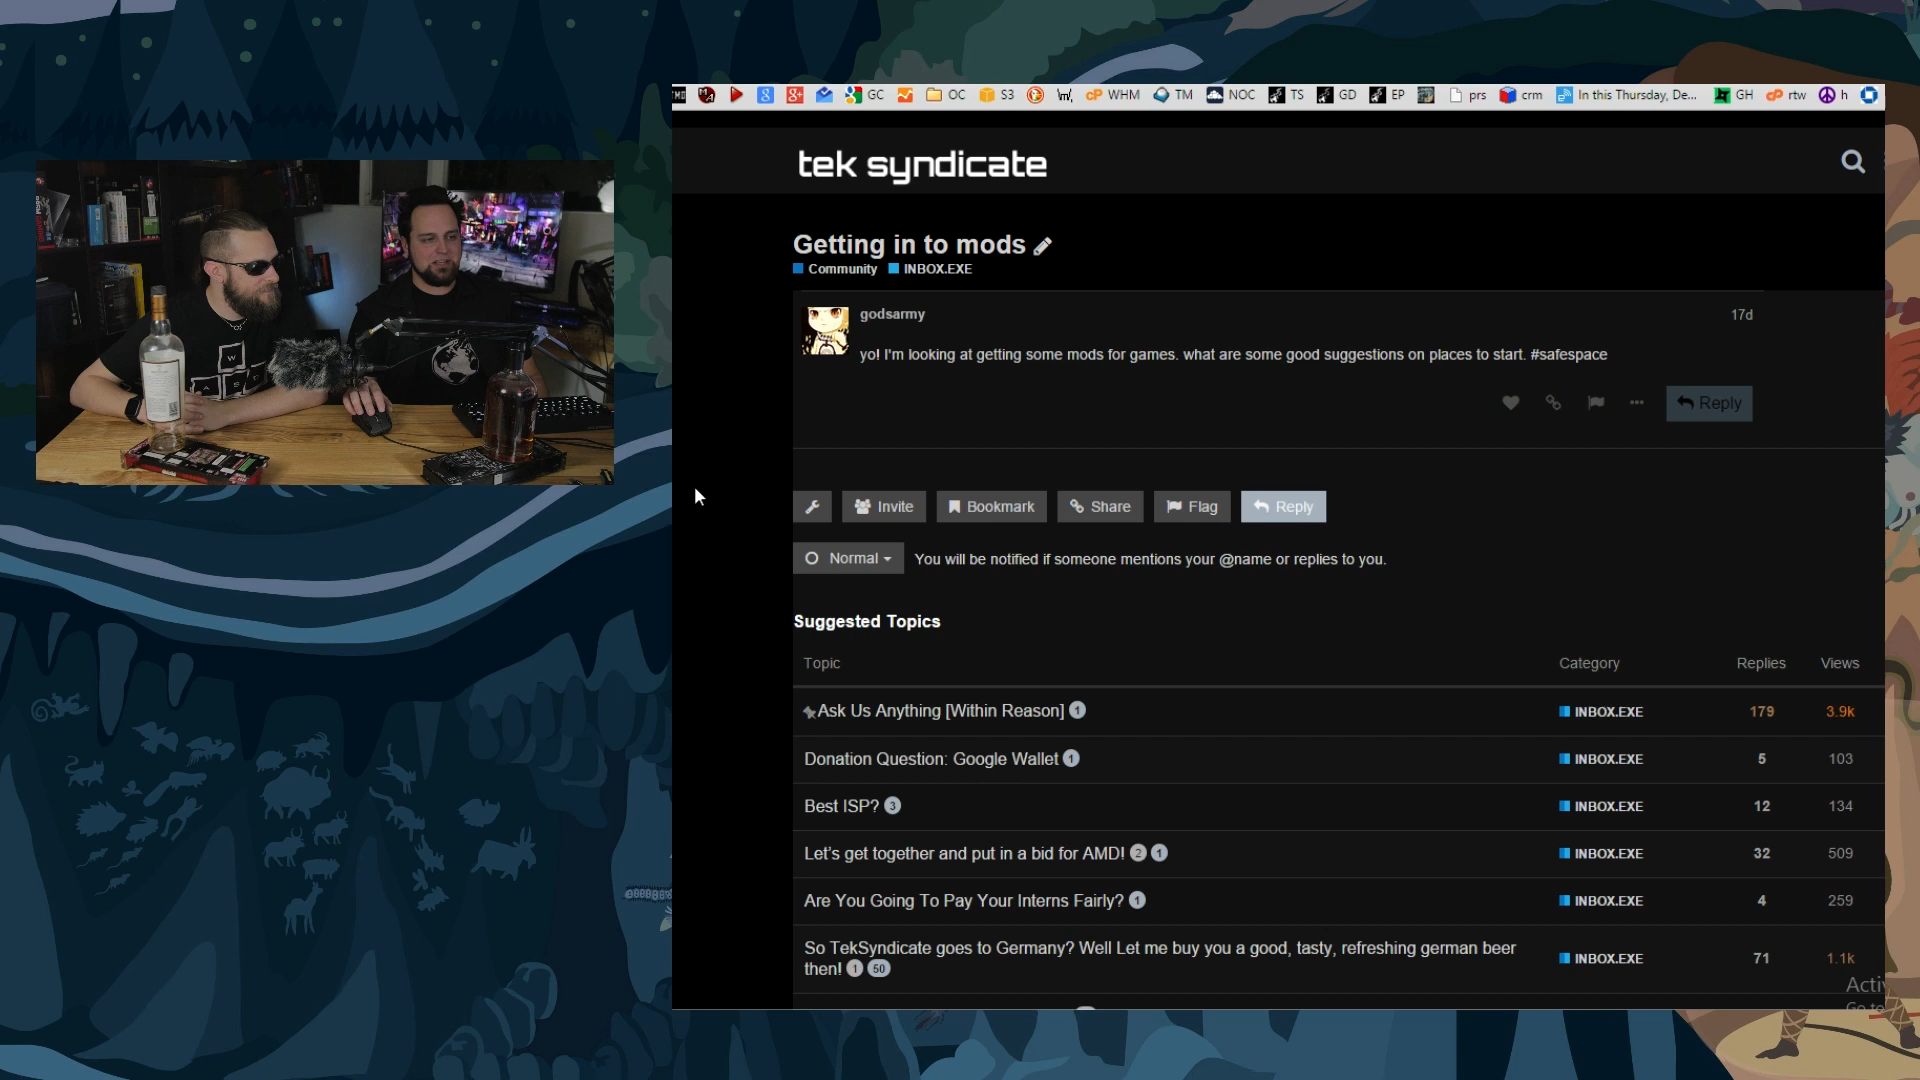 GC OC S3 \m/, WHM TM NOC TS GD EP prs crm In this Thursday, De... GH rtw h
tek syndicate
Getting in to mods
Community INBOX.EXE
godsarmy 17d
yo! I'm looking at getting some mods for games. what are some good suggestions on places to start. #safespace
Reply
Invite Bookmark Share Flag Reply
Normal You will be notified if someone mentions your @name or replies to you.
Suggested Topics
Topic Category Replies Views
Ask Us Anything [Within Reason] 1 INBOX.EXE 179 3.9k
Donation Question: Google Wallet 1 INBOX.EXE 5 103
Best ISP? 3 INBOX.EXE 12 134
Let's get together and put in a bid for AMD! 2 1 INBOX.EXE 32 509
Are You Going To Pay Your Interns Fairly? 1 INBOX.EXE 4 259
So TekSyndicate goes to Germany? Well Let me buy you a good, tasty, refreshing german beer
then! 1 50 INBOX.EXE 71 1.1k
W
A S D